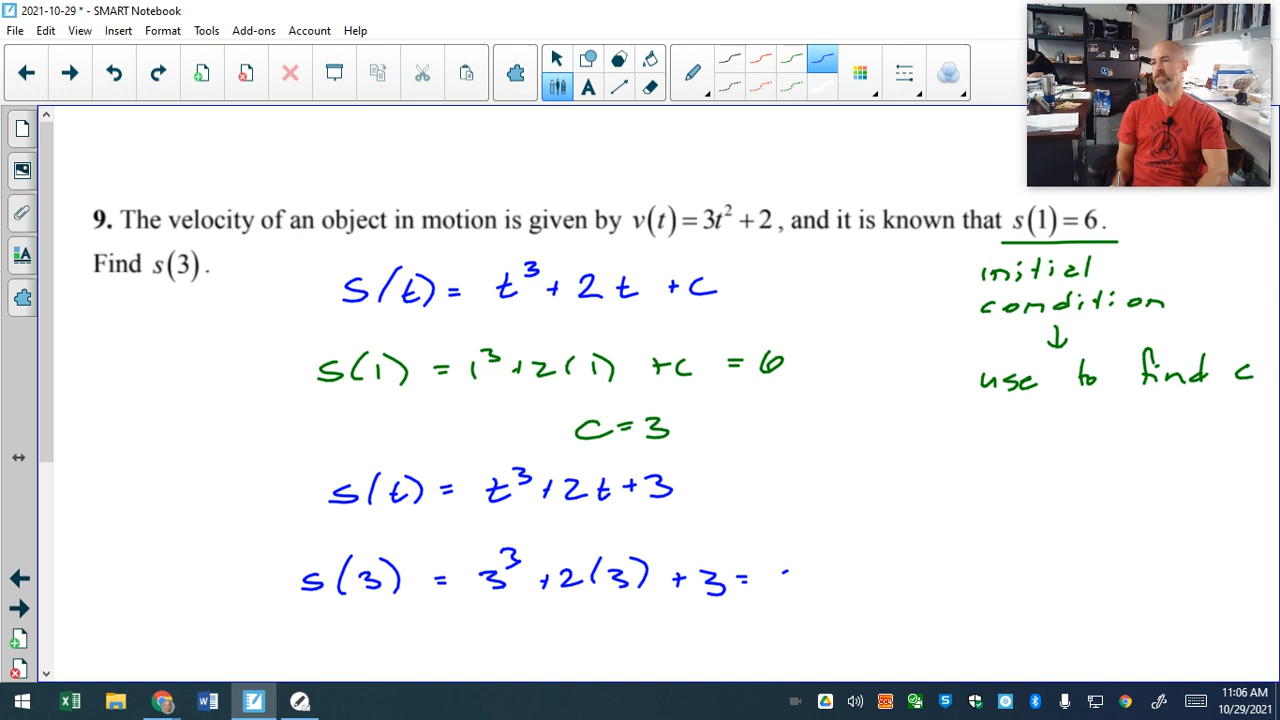 2021-10-29 * - SMART Notebook
File Edit View Insert Format Tools Add-ons Account Help
9. The velocity of an object in motion is given by v(t) = 3t² + 2, and it is known that s(1) = 6.
Find s(3).
initial
condition
↓
use to find c
s(t) = t³ + 2t + c
s(1) = 1³ + 2(1) + c = 6
c = 3
s(t) = t³ + 2t + 3
s(3) = 3³ + 2(3) + 3 =
11:06 AM
10/29/2021